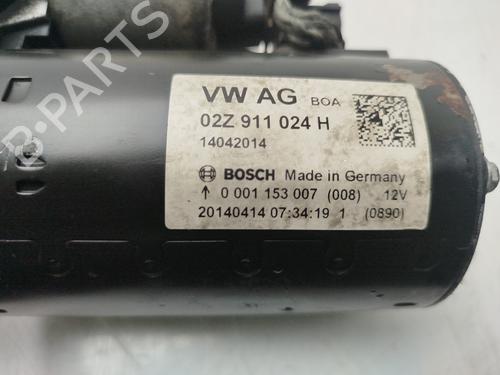 VW AG BOA
02Z 911 024 H
14042014
BOSCH Made in Germany
↑ 0 001 153 007 (008) 12V
20140414 07:34:19 1 (0890)
B-PARTS